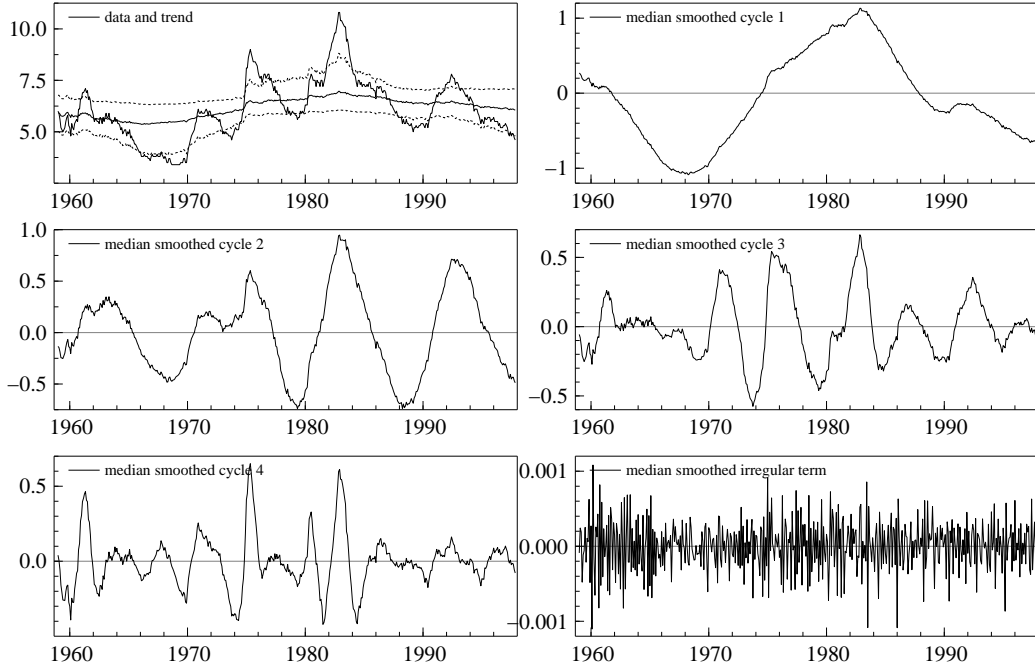 data and trend
10.0
7.5
5.0
1960 1970 1980 1990
median smoothed cycle 1
1
0
−1
1960 1970 1980 1990
median smoothed cycle 2
1.0
0.5
0.0
−0.5
1960 1970 1980 1990
median smoothed cycle 3
0.5
0.0
−0.5
1960 1970 1980 1990
median smoothed cycle 4
0.5
0.0
1960 1970 1980 1990
median smoothed irregular term
0.001
0.000
−0.001
1960 1970 1980 1990